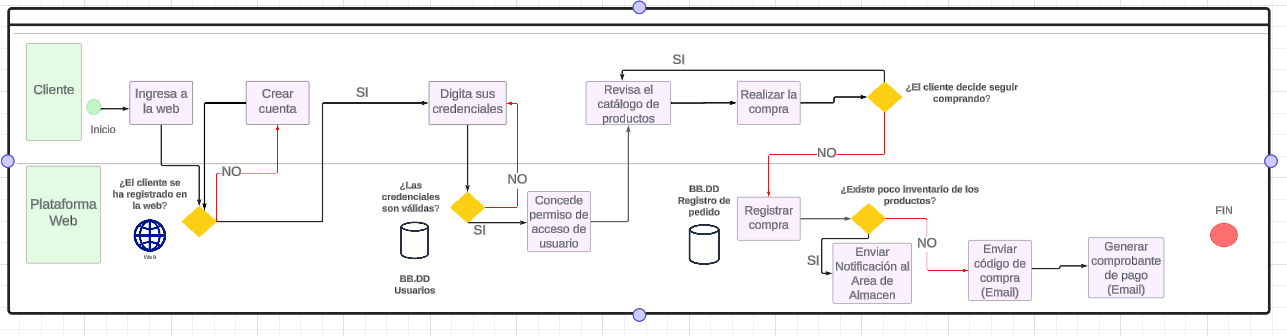 Cliente
Inicio
Ingresa a
la web
Crear
cuenta
SI
Digita sus
credenciales
SI
Revisa el
catálogo de
productos
Realizar la
compra
¿El cliente decide seguir
comprando?
NO
Plataforma
Web
¿El cliente se
ha registrado en
la web?
Web
NO
¿Las
credenciales
son válidas?
NO
SI
BB.DD
Usuarios
Concede
permiso de
acceso de
usuario
BB.DD
Registro de
pedido
Registrar
compra
¿Existe poco inventario de los
productos?
SI
NO
Enviar
Notificación al
Area de
Almacen
Enviar
código de
compra
(Email)
Generar
comprobante
de pago
(Email)
FIN